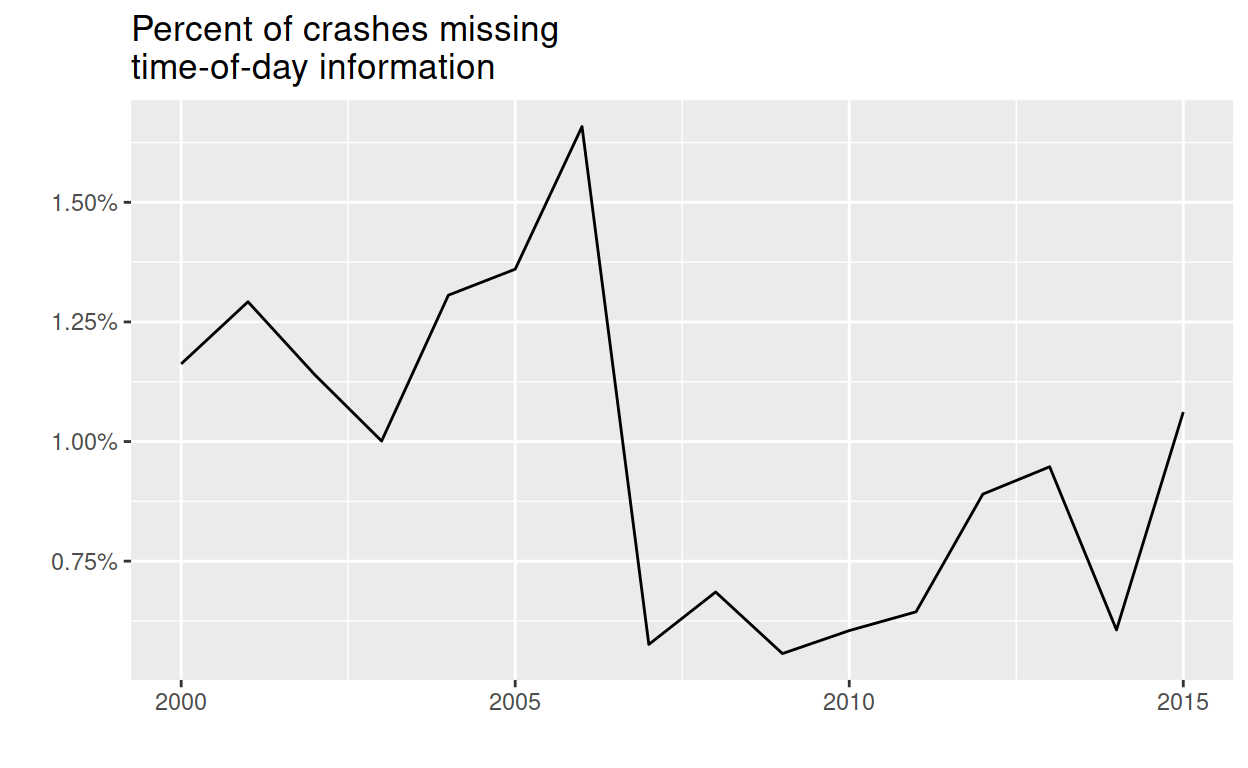 Percent of crashes missing
time-of-day information
1.50%
1.25%
1.00%
0.75%
2000 2005 2010 2015